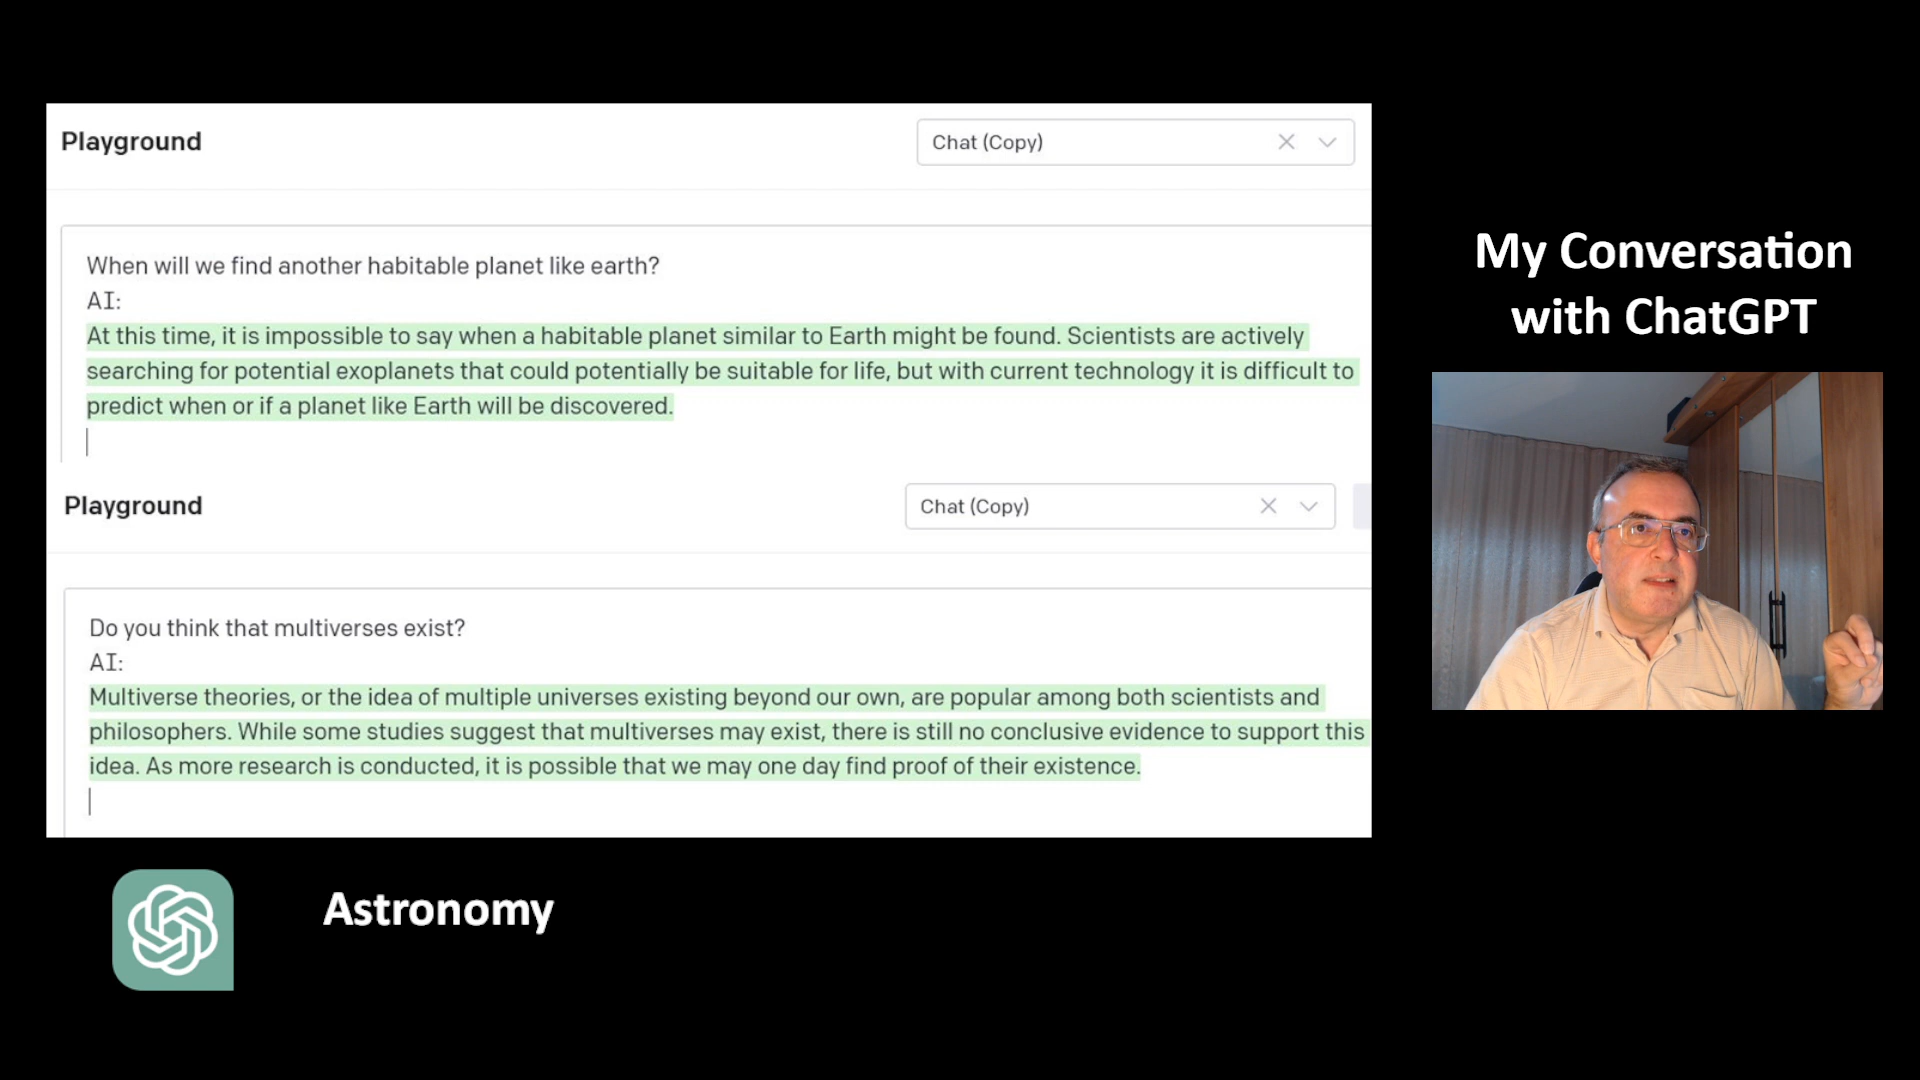 Playground
Chat (Copy)
When will we find another habitable planet like earth?
AI:
At this time, it is impossible to say when a habitable planet similar to Earth might be found. Scientists are actively
searching for potential exoplanets that could potentially be suitable for life, but with current technology it is difficult to
predict when or if a planet like Earth will be discovered.
Playground
Chat (Copy)
Do you think that multiverses exist?
AI:
Multiverse theories, or the idea of multiple universes existing beyond our own, are popular among both scientists and
philosophers. While some studies suggest that multiverses may exist, there is still no conclusive evidence to support this
idea. As more research is conducted, it is possible that we may one day find proof of their existence.
My Conversation
with ChatGPT
Astronomy